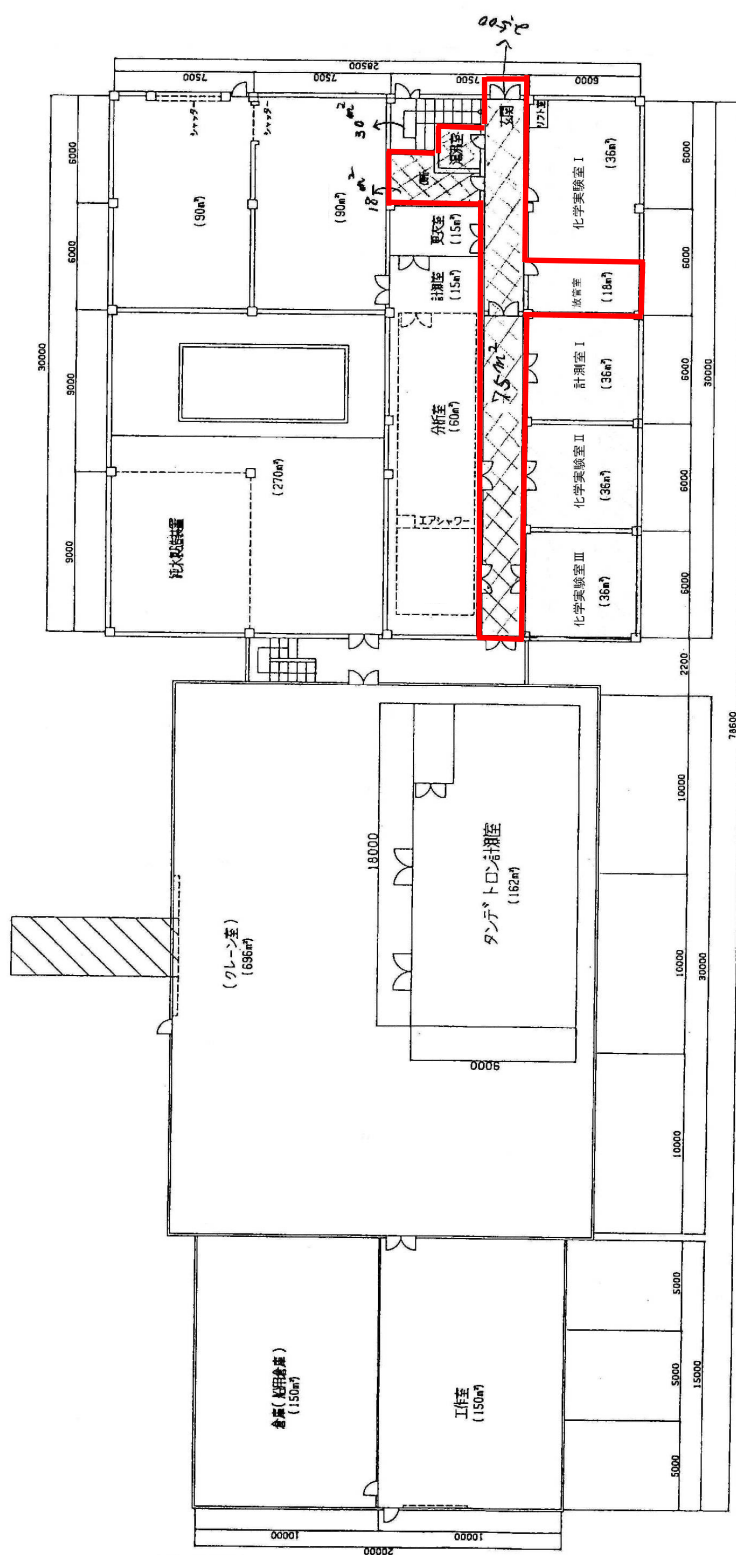 2,500
28500
7500
7500
7500
6000
30000
6000
6000
9000
9000
シャッター
シャッター
(90㎡)
(90㎡)
30m²
18m²
湯沸室
玄関
リフト室
化学実験室Ⅰ
(36㎡)
更衣室
(15㎡)
計測室
(15㎡)
放管室
(18㎡)
75m²
計測室Ⅰ
(36㎡)
分析室
(60㎡)
エアシャワー
化学実験室Ⅱ
(36㎡)
化学実験室Ⅲ
(36㎡)
純水製造装置
(270㎡)
6000
6000
6000
6000
6000
30000
2200
78600
(クレーン室)
(696㎡)
18000
9000
タンデトロン計測室
(162㎡)
10000
10000
10000
30000
倉庫(船用倉庫)
(150㎡)
工作室
(150㎡)
5000
5000
5000
15000
10000
10000
20000